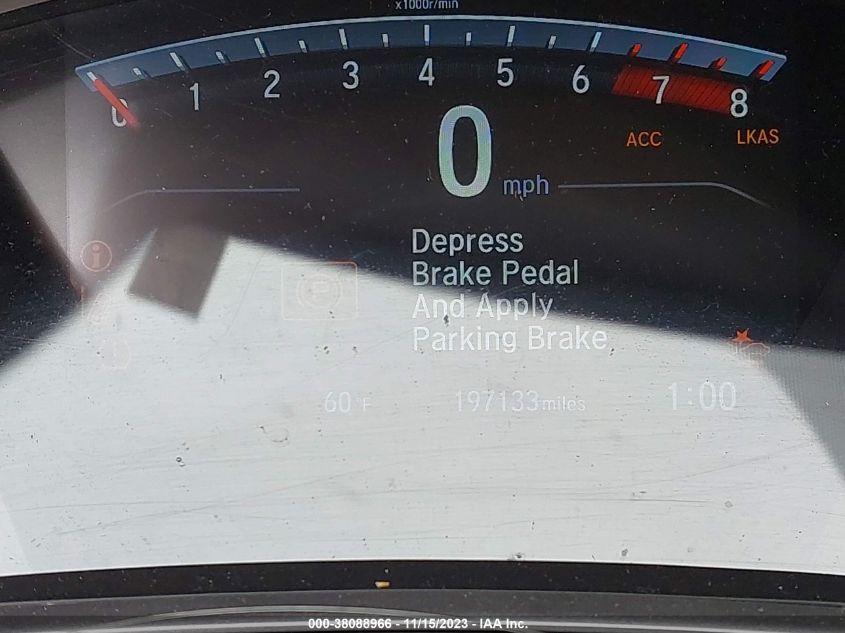 x1000r/min
0 1 2 3 4 5 6 7 8
0 mph
ACC LKAS
Depress
Brake Pedal
And Apply
Parking Brake
60°F 197133 miles 1:00
000-38088966 - 11/15/2023 - IAA Inc.